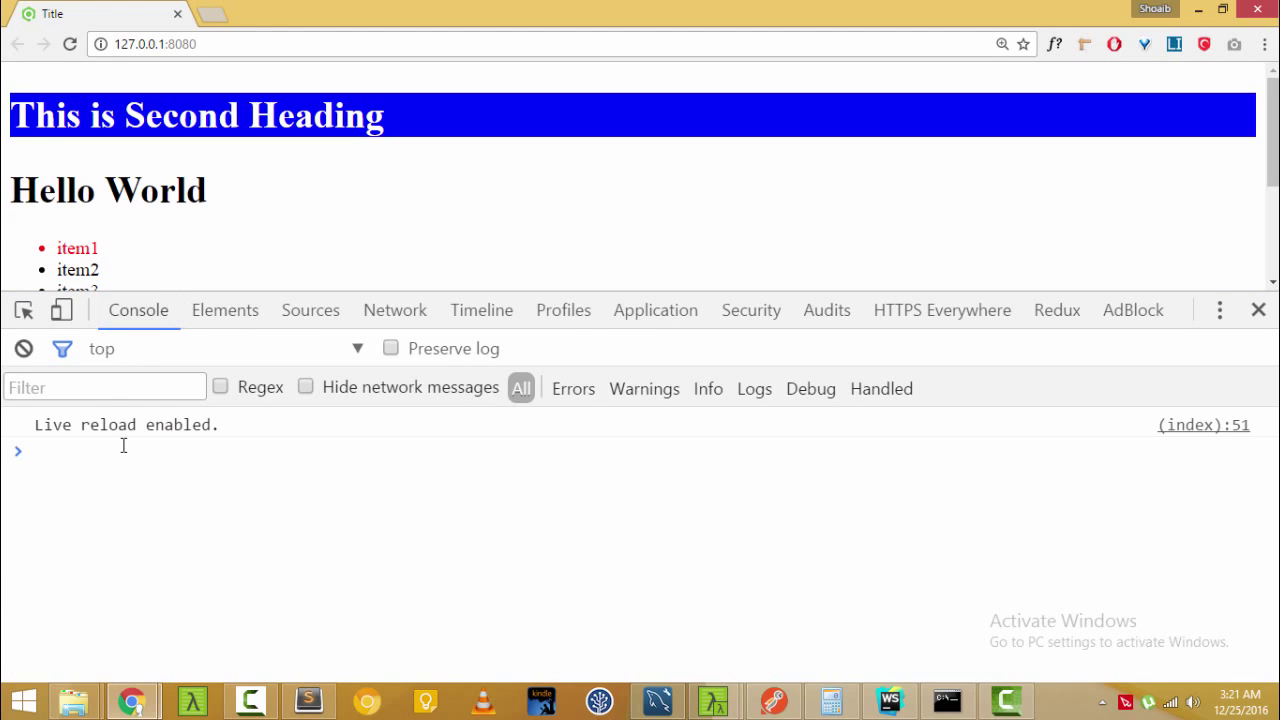 Title
Shoaib
127.0.0.1:8080
f?
LI
This is Second Heading
Hello World
item1
item2
Console Elements Sources Network Timeline Profiles Application Security Audits HTTPS Everywhere Redux AdBlock
top Preserve log
Filter Regex Hide network messages All Errors Warnings Info Logs Debug Handled
Live reload enabled. (index):51
Activate Windows
Go to PC settings to activate Windows.
kindle
WS
3:21 AM
12/25/2016